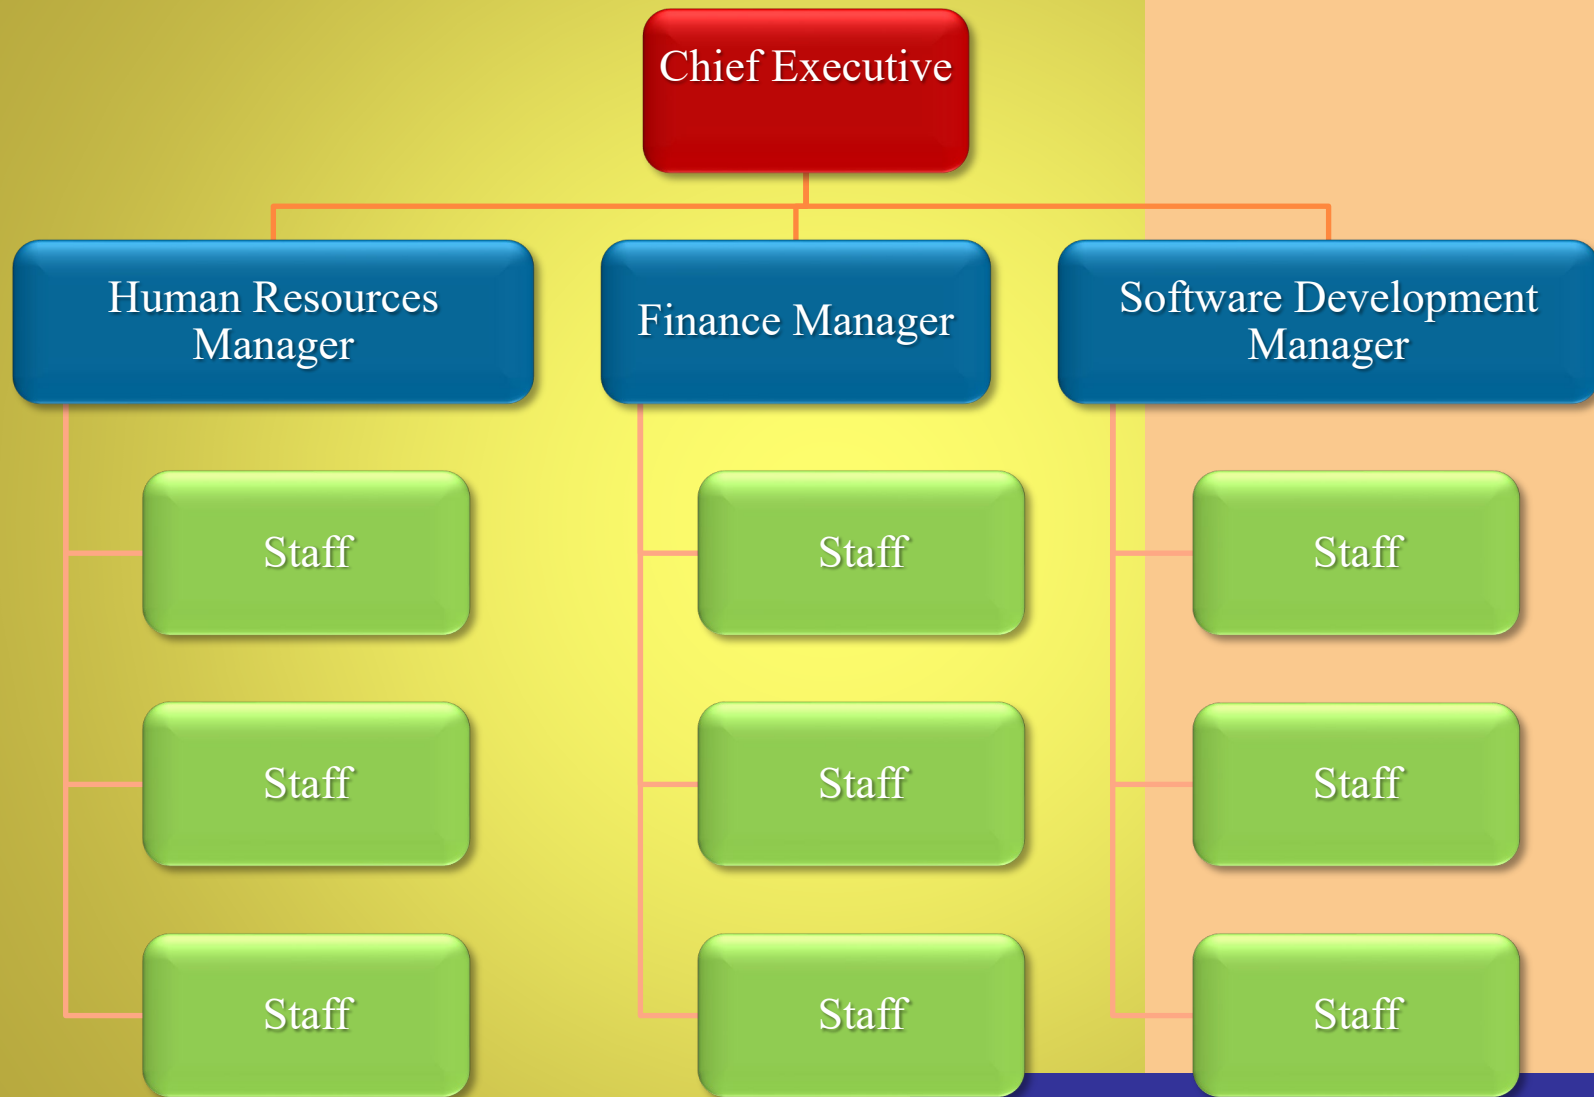 Chief Executive
Human Resources
Manager
Finance Manager
Software Development
Manager
Staff
Staff
Staff
Staff
Staff
Staff
Staff
Staff
Staff